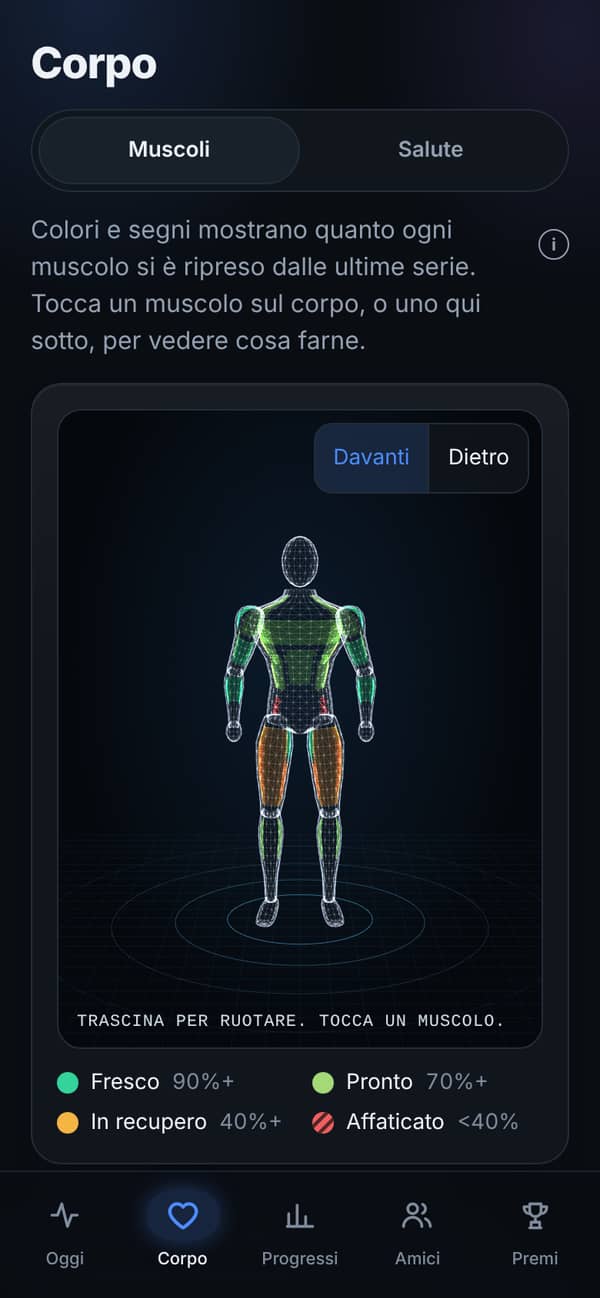 Corpo
Muscoli
Salute
Colori e segni mostrano quanto ogni
muscolo si è ripreso dalle ultime serie.
Tocca un muscolo sul corpo, o uno qui
sotto, per vedere cosa farne.
i
Davanti
Dietro
TRASCINA PER RUOTARE. TOCCA UN MUSCOLO.
Fresco 90%+
Pronto 70%+
In recupero 40%+
Affaticato <40%
Oggi
Corpo
Progressi
Amici
Premi